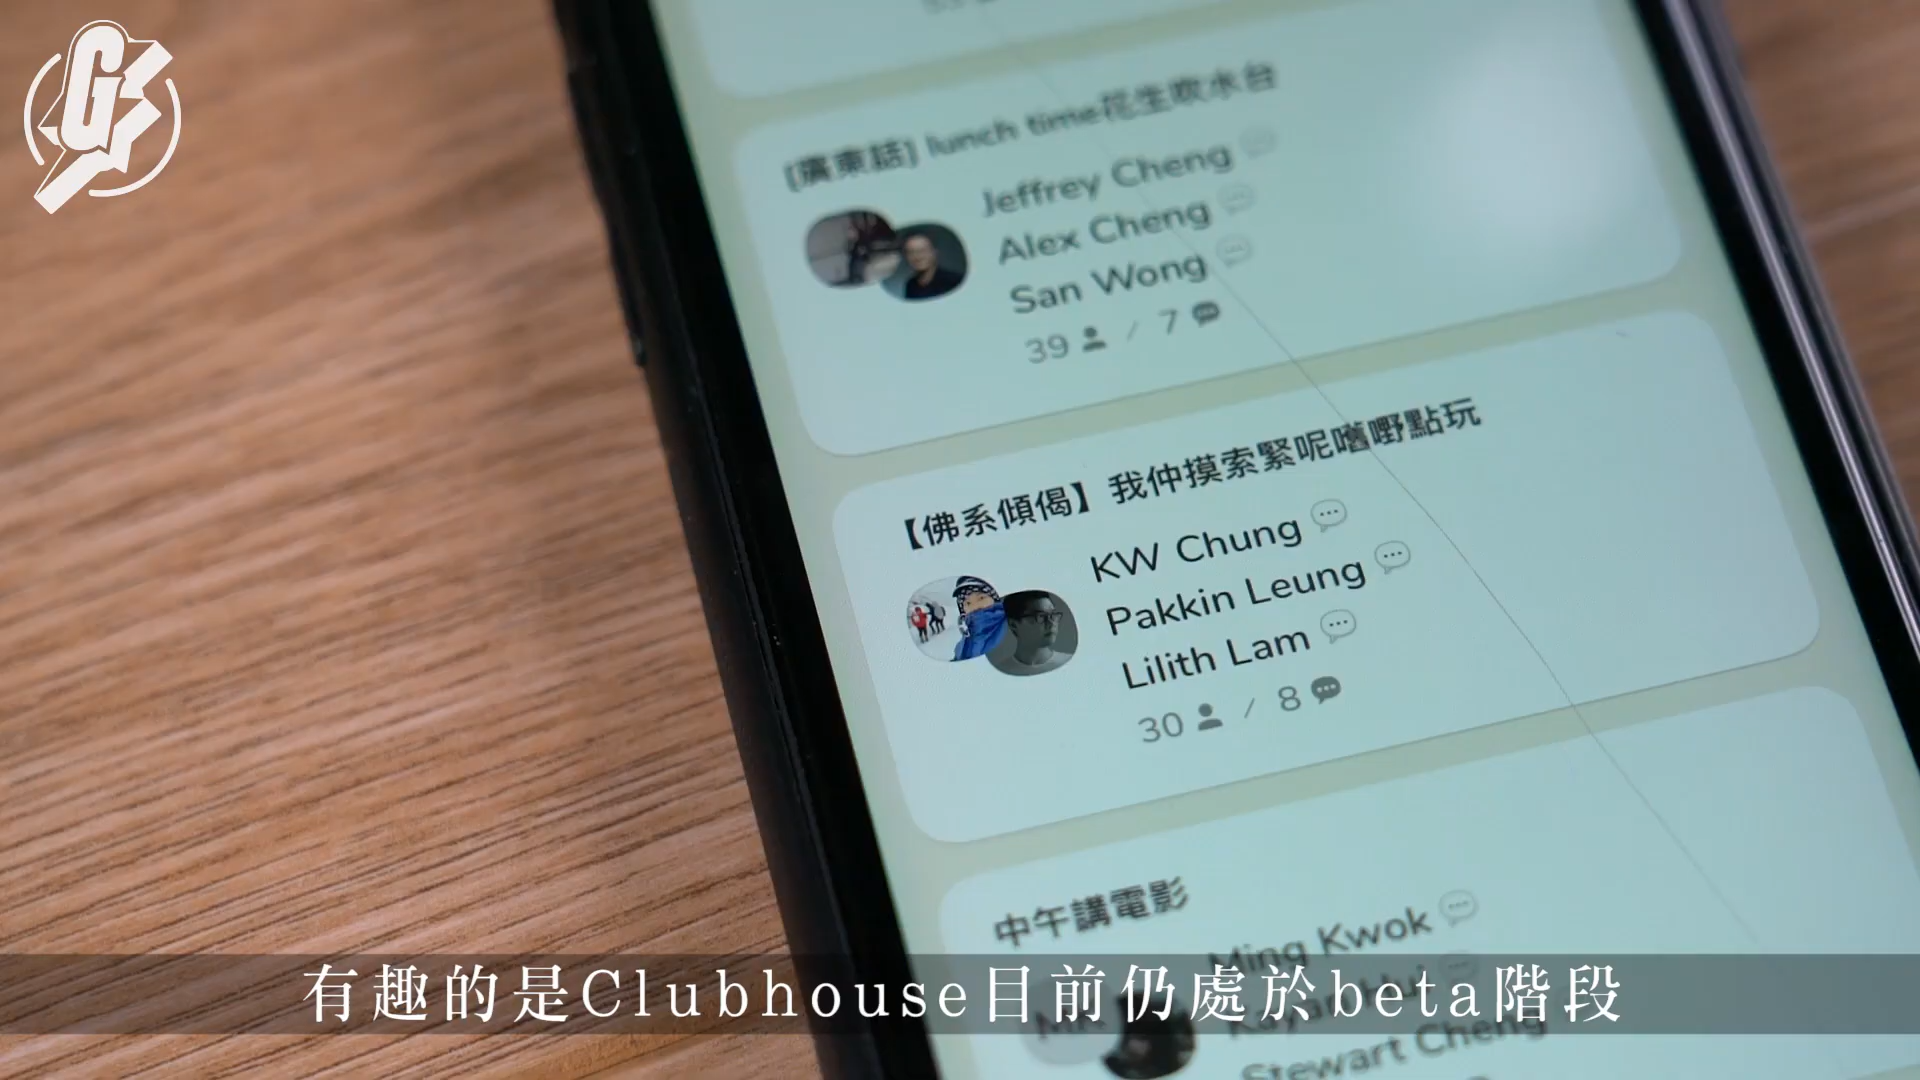 [廣東話] lunch time花生吹水台
Jeffrey Cheng
Alex Cheng
San Wong
39 / 7
【佛系傾偈】我仲摸索緊呢嚿嘢點玩
KW Chung
Pakkin Leung
Lilith Lam
30 / 8
中午講電影
Ming Kwok
Stewart Cheng
有趣的是Clubhouse目前仍處於beta階段